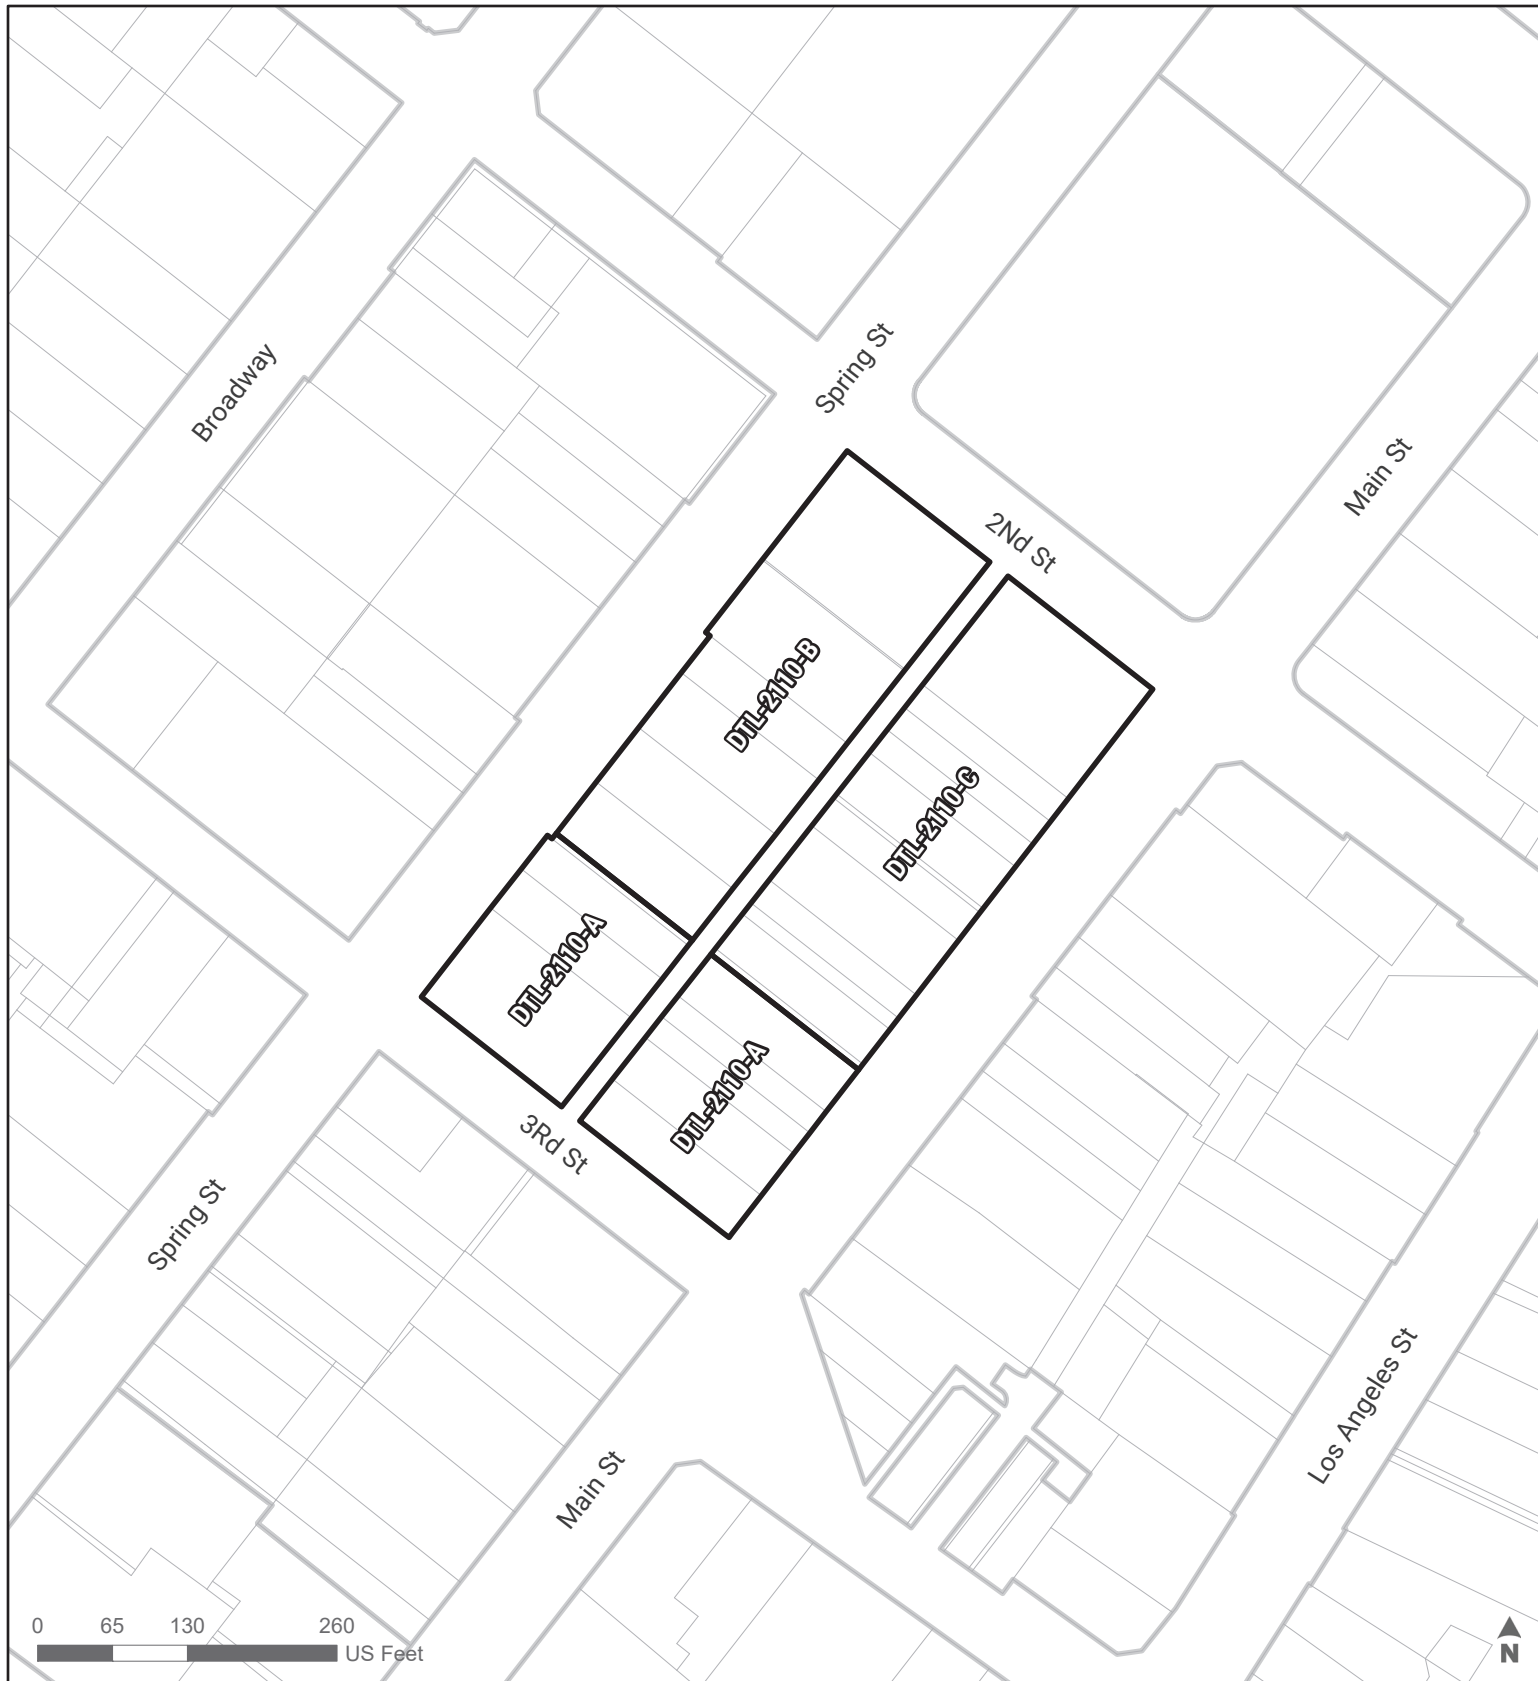 Spring St
Broadway
Main St
2Nd St
DTL-2110-B
DTL-2110-C
DTL-2110-A
DTL-2110-A
3Rd St
Spring St
Los Angeles St
Main St
0 65 130 260
US Feet
N